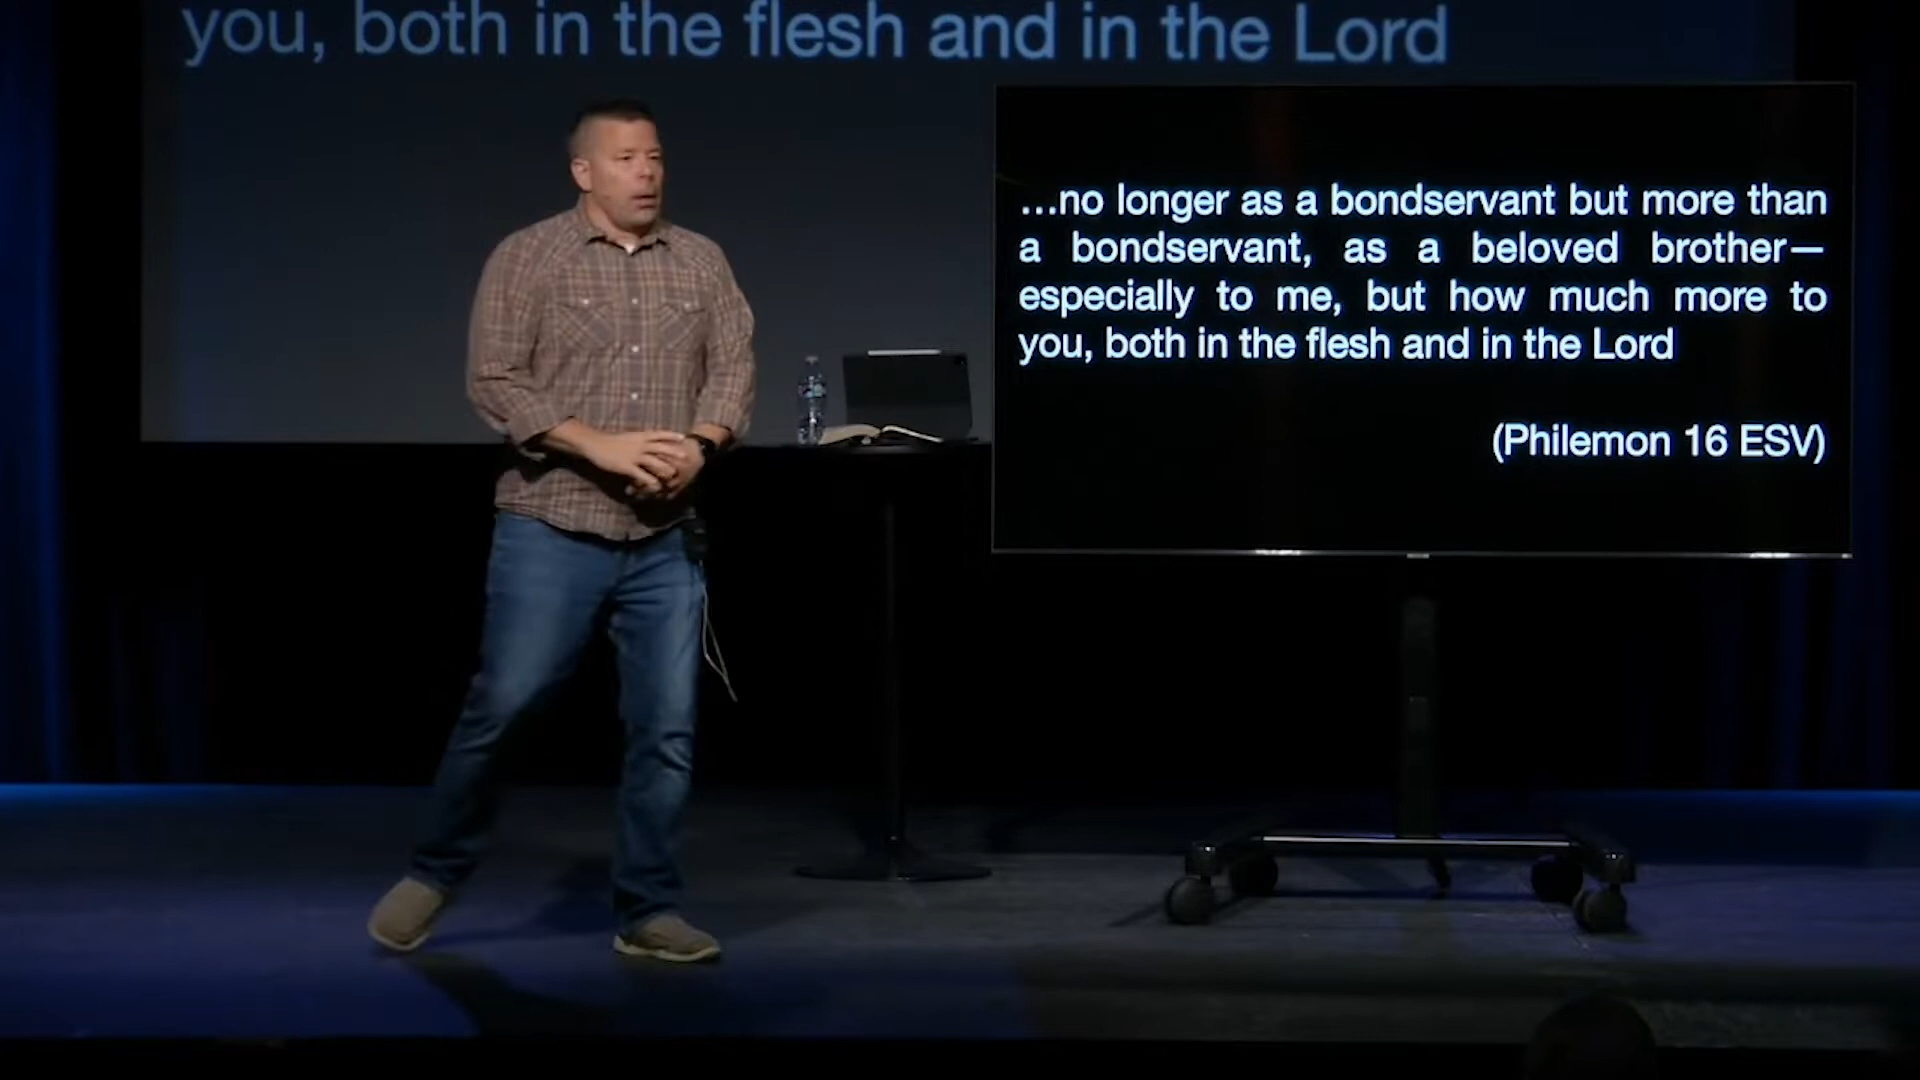 you, both in the flesh and in the Lord
...no longer as a bondservant but more than
a bondservant, as a beloved brother—
especially to me, but how much more to
you, both in the flesh and in the Lord
(Philemon 16 ESV)